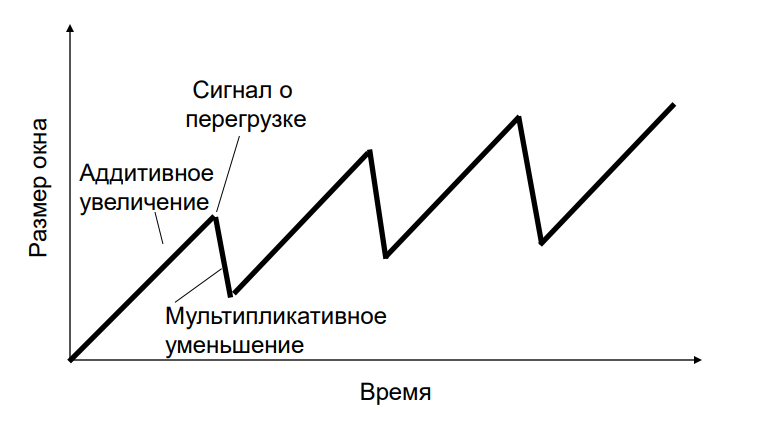 Сигнал о
перегрузке
Аддитивное
увеличение
Размер окна
Мультипликативное
уменьшение
Время